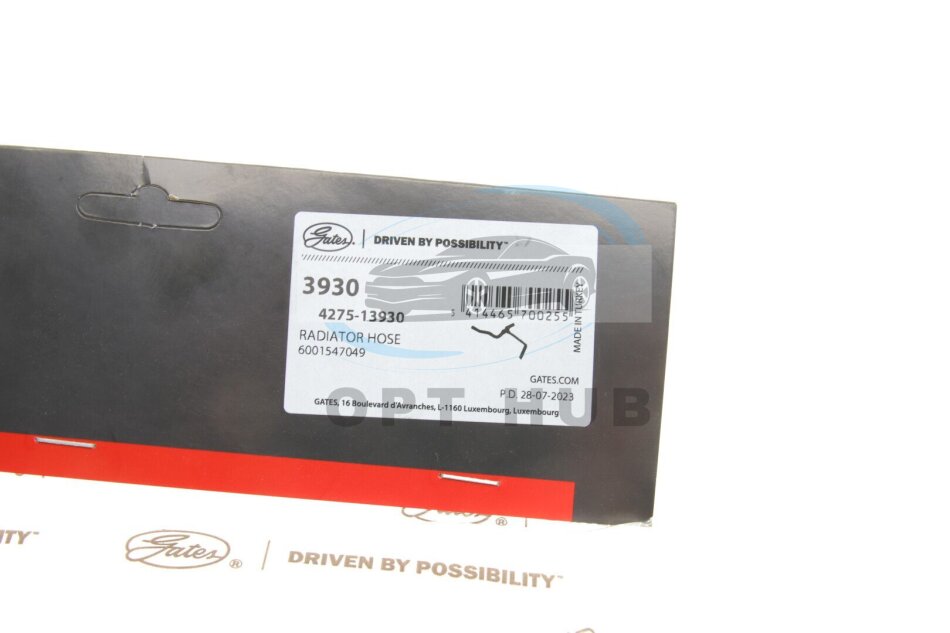 Gates® | DRIVEN BY POSSIBILITY™
3930
4275-13930
RADIATOR HOSE
6001547049
5 414465 700255
MADE IN TURKEY
GATES.COM
P.D. 28-07-2023
GATES, 16 Boulevard d'Avranches, L-1160 Luxembourg, Luxembourg
OPT HUB
ITY™
Gates® | DRIVEN BY POSSIBILITY™
®